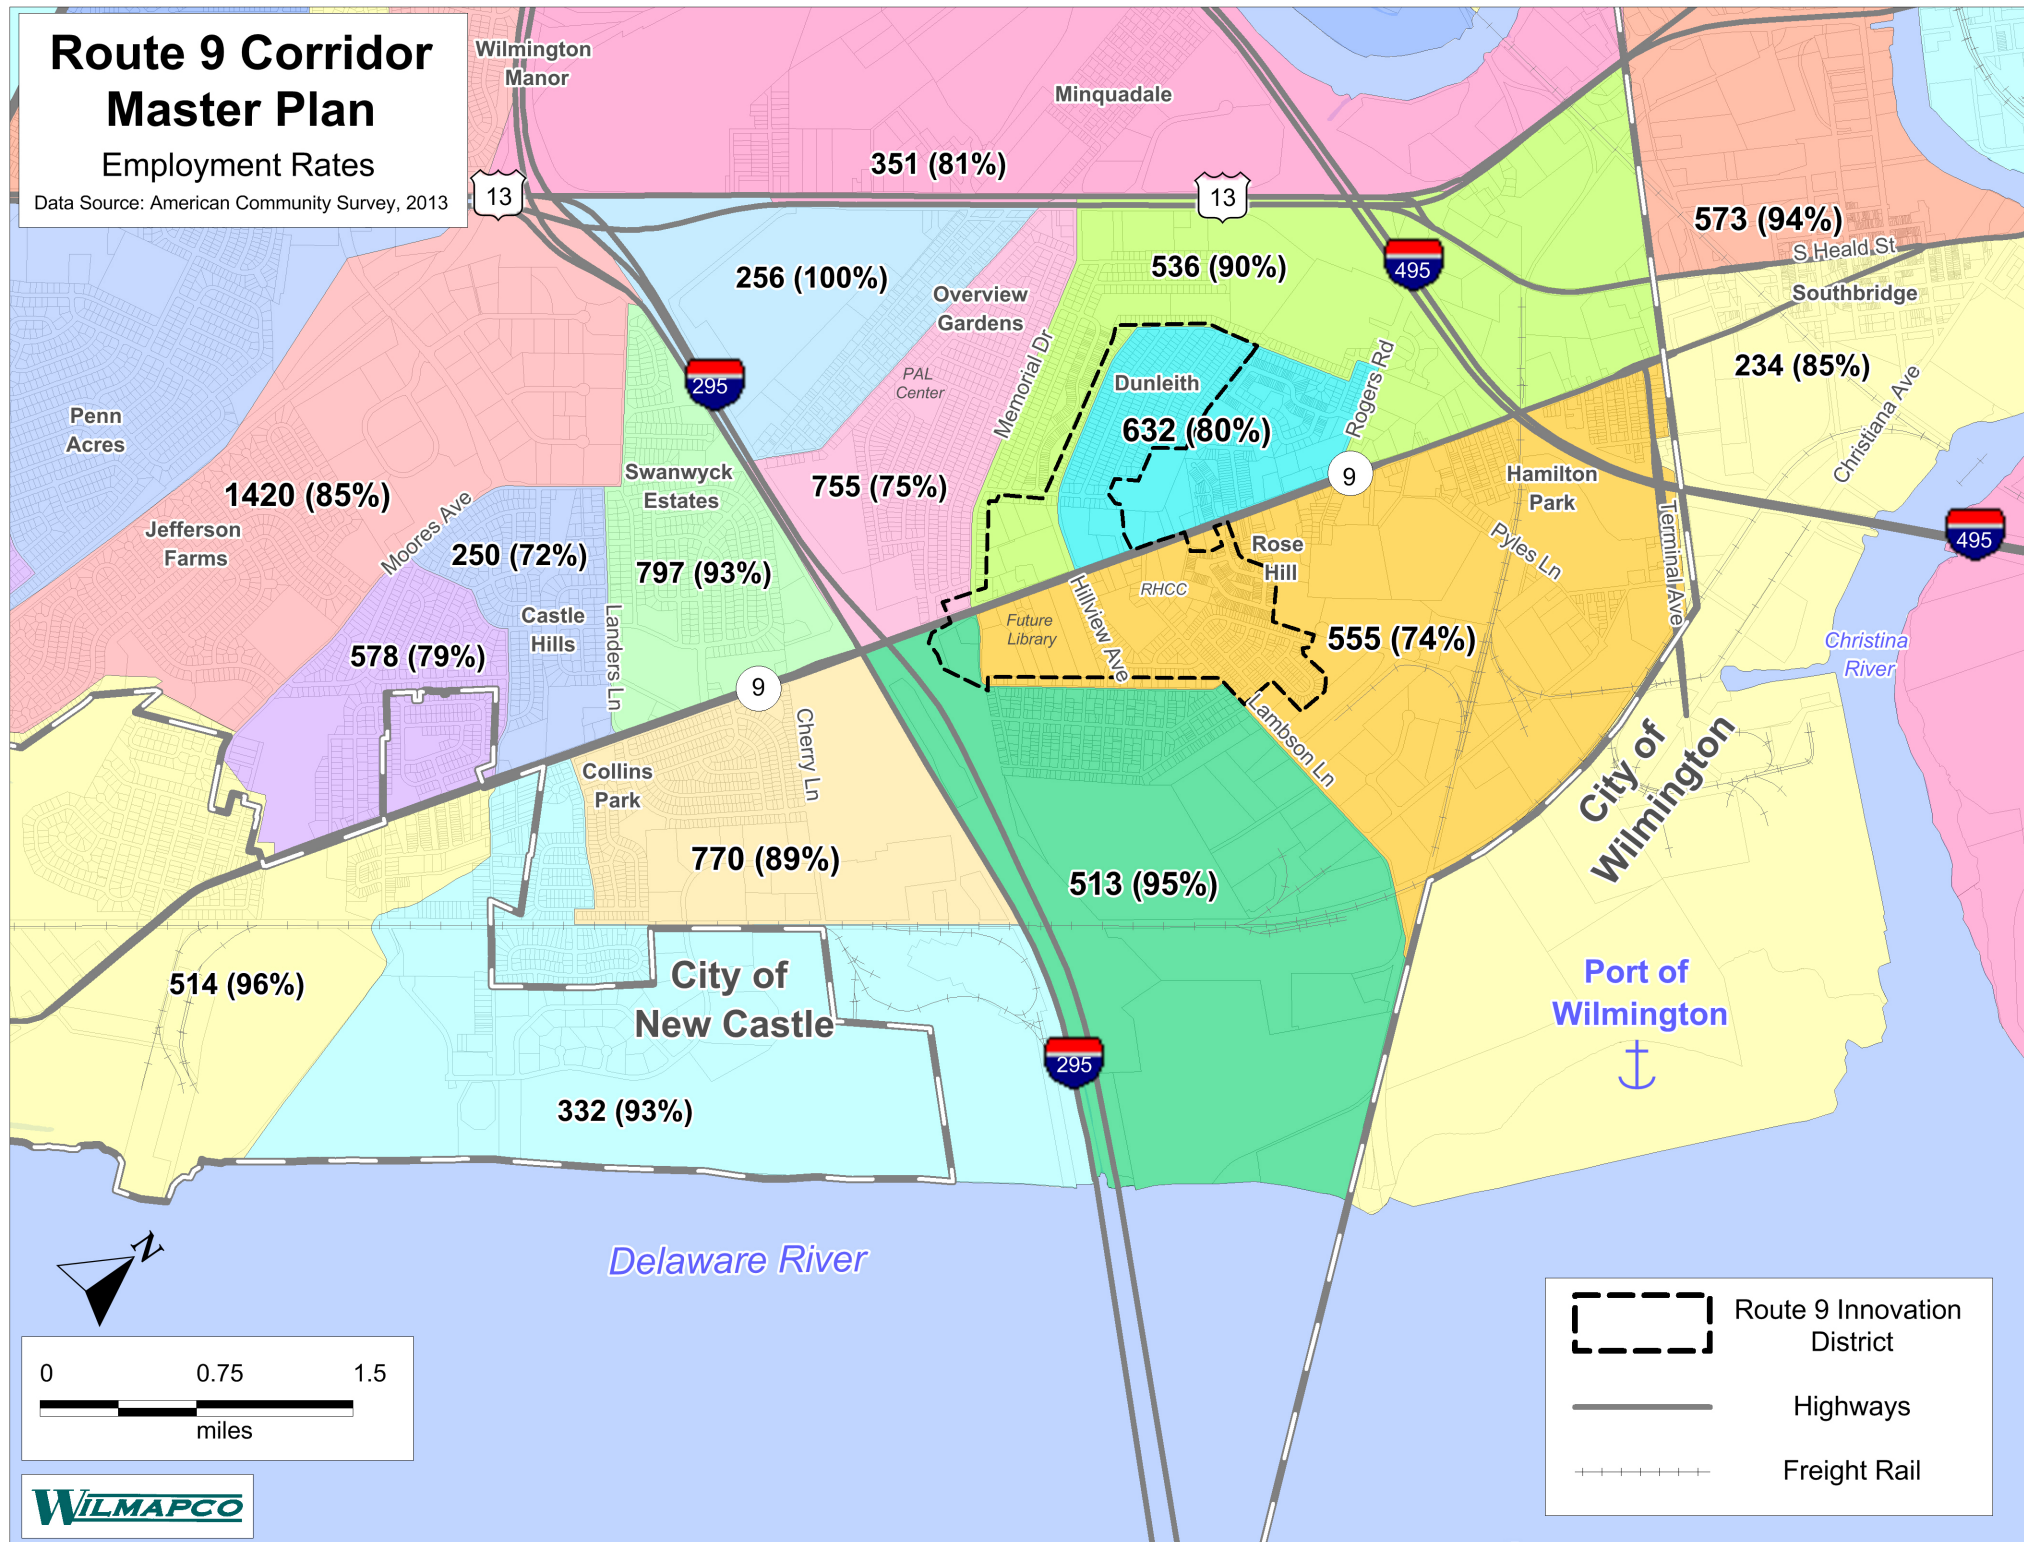 Route 9 Corridor
Master Plan
Employment Rates
Data Source: American Community Survey, 2013
Wilmington
Manor
Minquadale
351 (81%)
13
13
573 (94%)
S Heald St
Southbridge
495
256 (100%)
536 (90%)
Overview
Gardens
Memorial Dr
PAL
Center
295
Dunleith
632 (80%)
Rogers Rd
234 (85%)
Christiana Ave
Penn
Acres
1420 (85%)
Jefferson
Farms
Moores Ave
Swanwyck
Estates
755 (75%)
9
Hamilton
Park
Pyles Ln
Terminal Ave
495
250 (72%)
797 (93%)
Castle
Hills
Landers Ln
578 (79%)
Rose
Hill
RHCC
Hillview Ave
Future
Library
555 (74%)
Christina
River
9
Lambson Ln
Cherry Ln
Collins
Park
City of
Wilmington
770 (89%)
513 (95%)
514 (96%)
City of
New Castle
Port of
Wilmington
295
332 (93%)
Delaware River
N
0 0.75 1.5
miles
WILMAPCO
Route 9 Innovation
District
Highways
Freight Rail